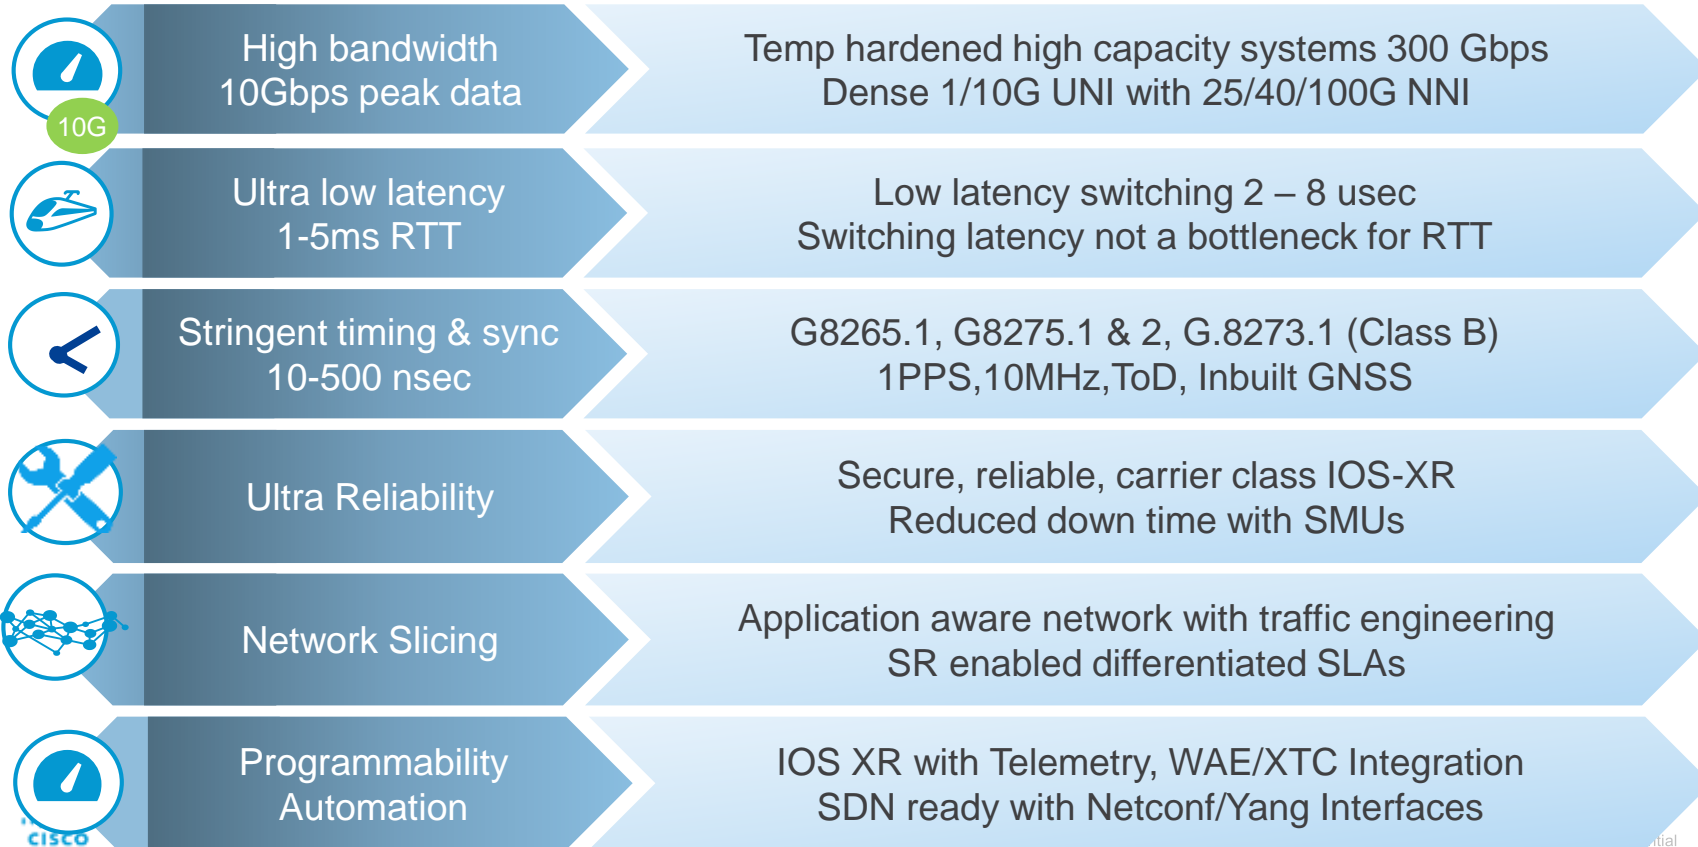 High bandwidth
10Gbps peak data
Temp hardened high capacity systems 300 Gbps
Dense 1/10G UNI with 25/40/100G NNI
10G
Ultra low latency
1-5ms RTT
Low latency switching 2 – 8 usec
Switching latency not a bottleneck for RTT
Stringent timing & sync
10-500 nsec
G8265.1, G8275.1 & 2, G.8273.1 (Class B)
1PPS,10MHz,ToD, Inbuilt GNSS
Ultra Reliability
Secure, reliable, carrier class IOS-XR
Reduced down time with SMUs
Network Slicing
Application aware network with traffic engineering
SR enabled differentiated SLAs
Programmability
Automation
IOS XR with Telemetry, WAE/XTC Integration
SDN ready with Netconf/Yang Interfaces
CISCO